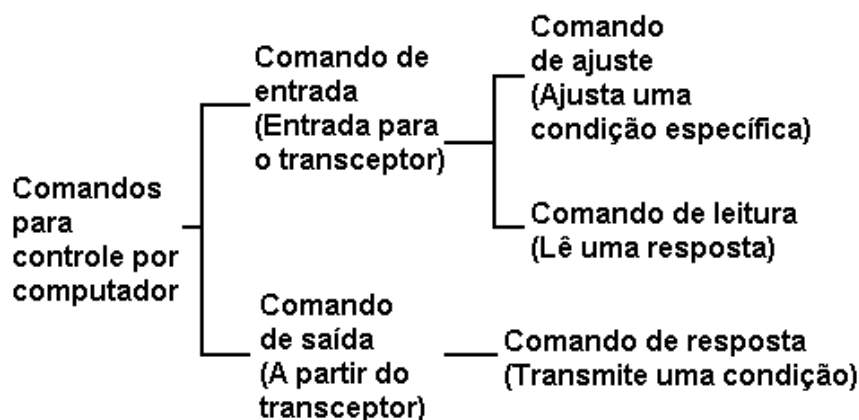 Comandos
para
controle por
computador
Comando de
entrada
(Entrada para
o transceptor)
Comando
de ajuste
(Ajusta uma
condição específica)
Comando de leitura
(Lê uma resposta)
Comando
de saída
(A partir do
transceptor)
Comando de resposta
(Transmite uma condição)